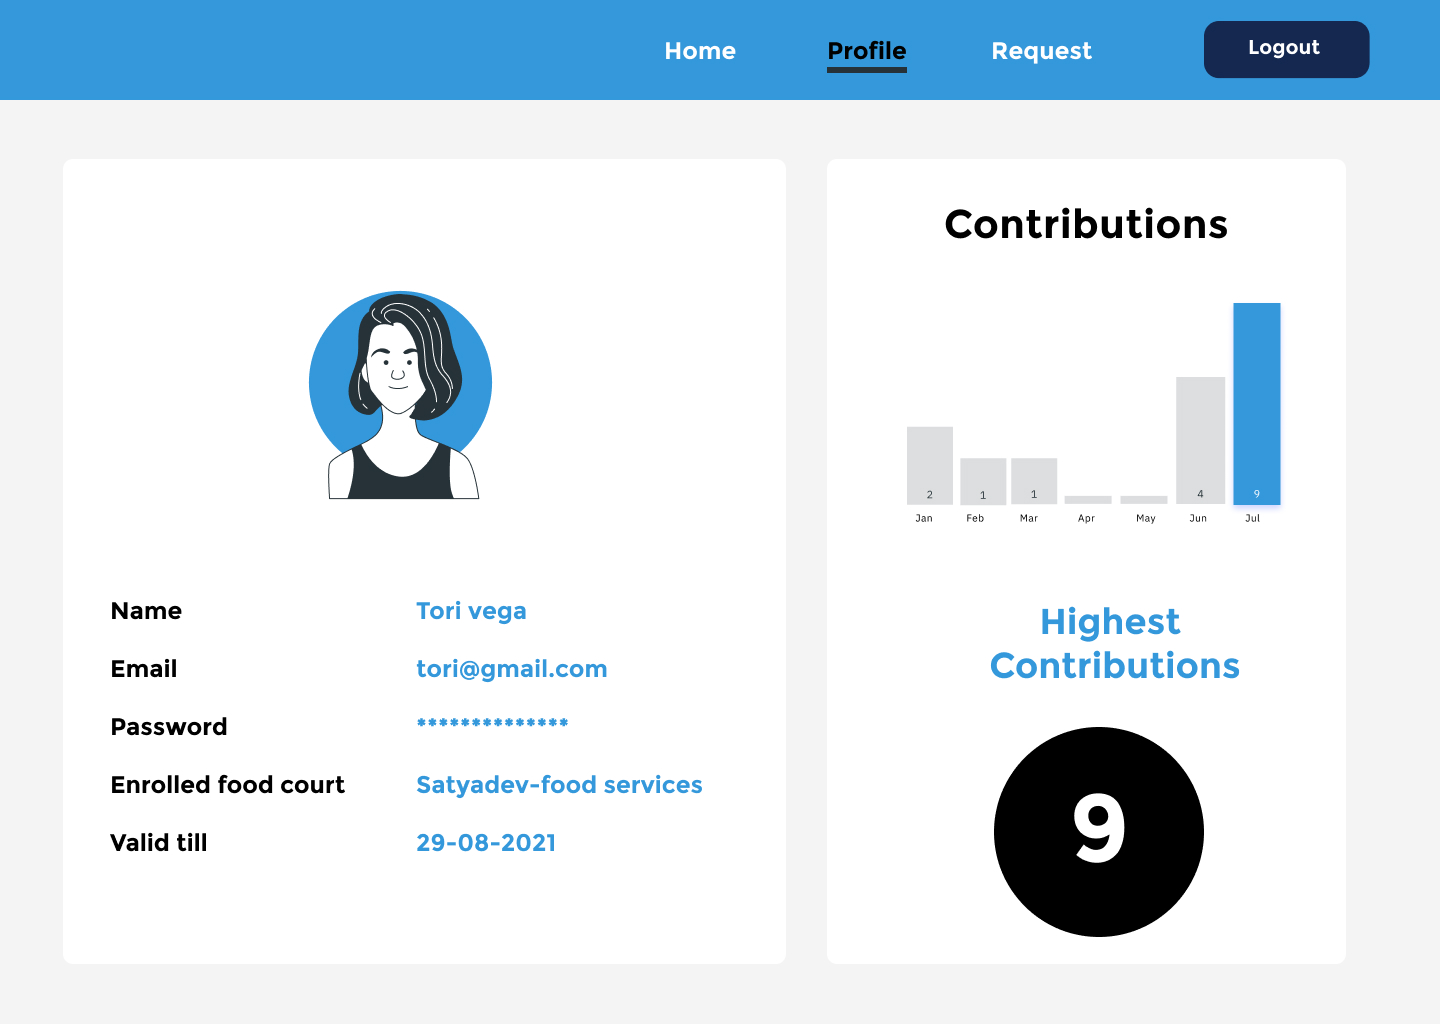 Home Profile Request Logout
Contributions
2 1 1 4 9
Jan Feb Mar Apr May Jun Jul
Name Tori vega
Email tori@gmail.com
Password **************
Enrolled food court Satyadev-food services
Valid till 29-08-2021
Highest
Contributions
9